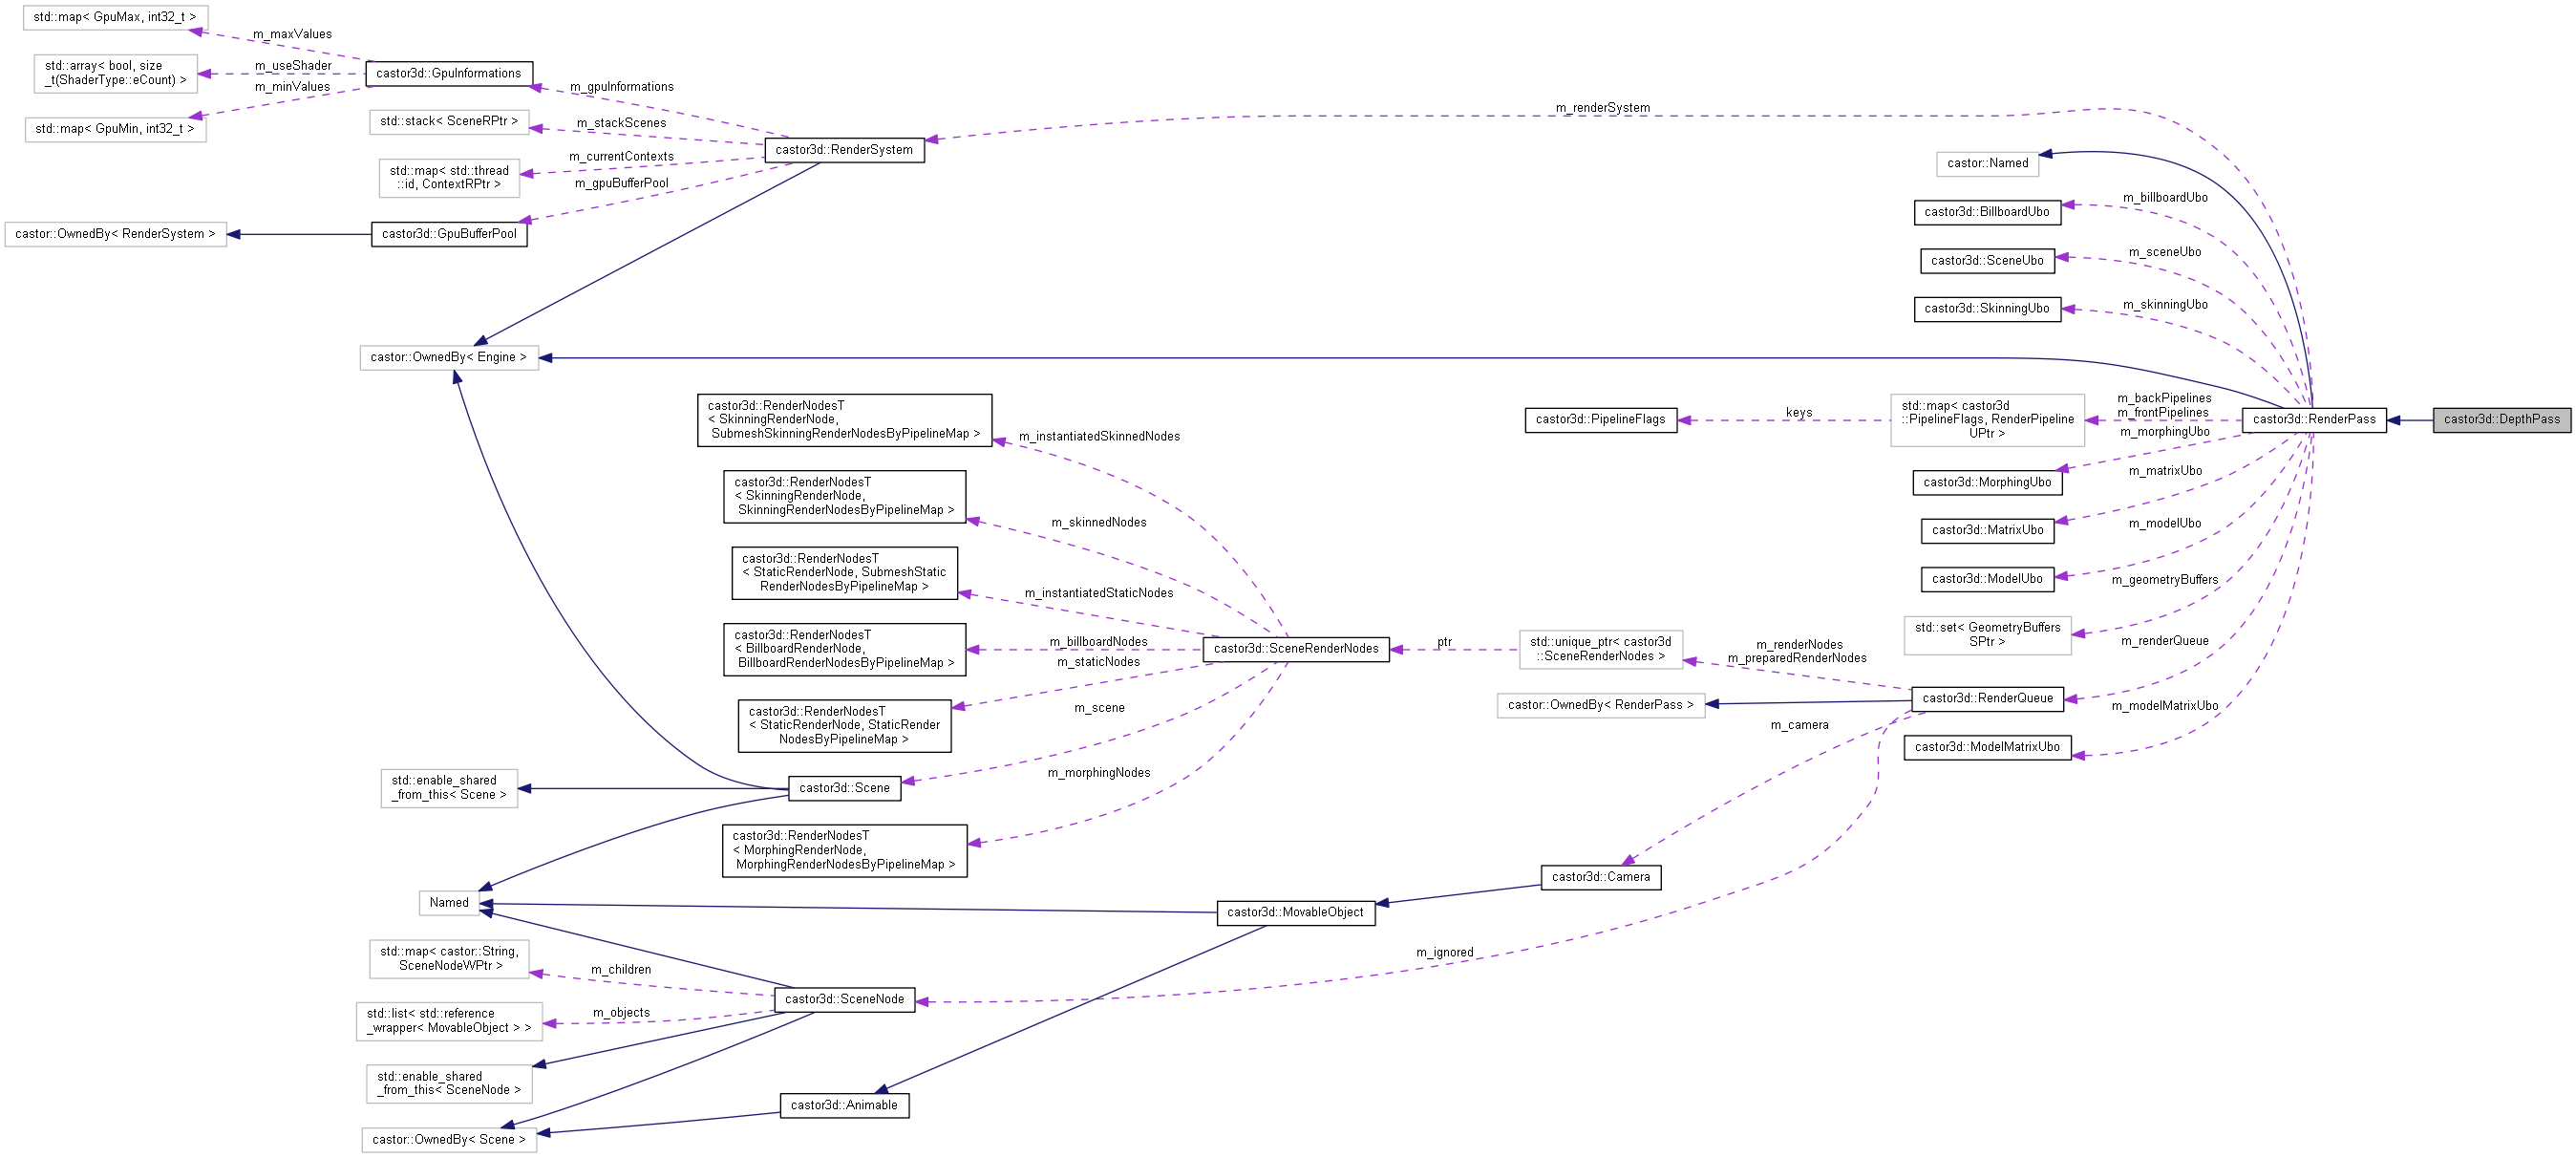 std::map< GpuMax, int32_t >
m_maxValues
std::array< bool, size
_t(ShaderType::eCount) >
m_useShader
castor3d::GpuInformations
m_minValues
std::map< GpuMin, int32_t >
m_gpuInformations
std::stack< SceneRPtr >
m_stackScenes
m_renderSystem
castor3d::RenderSystem
m_currentContexts
std::map< std::thread
::id, ContextRPtr >
m_gpuBufferPool
castor::OwnedBy< RenderSystem >
castor3d::GpuBufferPool
castor::Named
m_billboardUbo
castor3d::BillboardUbo
m_sceneUbo
castor3d::SceneUbo
m_skinningUbo
castor3d::SkinningUbo
castor::OwnedBy< Engine >
castor3d::RenderNodesT
< SkinningRenderNode,
SubmeshSkinningRenderNodesByPipelineMap >
m_instantiatedSkinnedNodes
castor3d::PipelineFlags
keys
std::map< castor3d
::PipelineFlags, RenderPipeline
UPtr >
m_backPipelines
m_frontPipelines
castor3d::RenderPass
castor3d::DepthPass
m_morphingUbo
castor3d::MorphingUbo
m_matrixUbo
castor3d::MatrixUbo
m_modelUbo
castor3d::ModelUbo
m_geometryBuffers
std::set< GeometryBuffers
SPtr >
m_renderQueue
castor3d::RenderNodesT
< SkinningRenderNode,
SkinningRenderNodesByPipelineMap >
m_skinnedNodes
castor3d::RenderNodesT
< StaticRenderNode, SubmeshStatic
RenderNodesByPipelineMap >
m_instantiatedStaticNodes
castor3d::RenderNodesT
< BillboardRenderNode,
BillboardRenderNodesByPipelineMap >
m_billboardNodes
castor3d::SceneRenderNodes
ptr
std::unique_ptr< castor3d
::SceneRenderNodes >
m_renderNodes
m_preparedRenderNodes
castor3d::RenderQueue
castor::OwnedBy< RenderPass >
m_modelMatrixUbo
castor3d::ModelMatrixUbo
m_staticNodes
castor3d::RenderNodesT
< StaticRenderNode, StaticRender
NodesByPipelineMap >
m_scene
m_camera
std::enable_shared
_from_this< Scene >
castor3d::Scene
m_morphingNodes
castor3d::RenderNodesT
< MorphingRenderNode,
MorphingRenderNodesByPipelineMap >
castor3d::Camera
Named
castor3d::MovableObject
std::map< castor::String,
SceneNodeWPtr >
m_children
m_ignored
castor3d::SceneNode
std::list< std::reference
_wrapper< MovableObject > >
m_objects
std::enable_shared
_from_this< SceneNode >
castor3d::Animable
castor::OwnedBy< Scene >